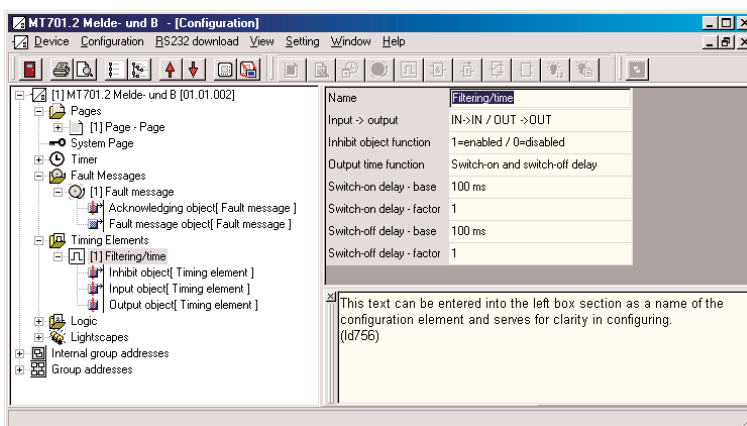 MT701.2 Melde- und B - [Configuration]
Device Configuration RS232 download View Setting Window Help
[1] MT701.2 Melde- und B [01.01.002]
Pages
[1] Page - Page
System Page
Timer
Fault Messages
[1] Fault message
Acknowledging object[ Fault message ]
Fault message object[ Fault message ]
Timing Elements
[1] Filtering/time
Inhibit object[ Timing element ]
Input object[ Timing element ]
Output object[ Timing element ]
Logic
Lightscapes
Internal group addresses
Group addresses
Name Filtering/time
Input -> output IN->IN / OUT ->OUT
Inhibit object function 1=enabled / 0=disabled
Output time function Switch-on and switch-off delay
Switch-on delay - base 100 ms
Switch-on delay - factor 1
Switch-off delay - base 100 ms
Switch-off delay - factor 1
This text can be entered into the left box section as a name of the
configuration element and serves for clarity in configuring.
(Id756)